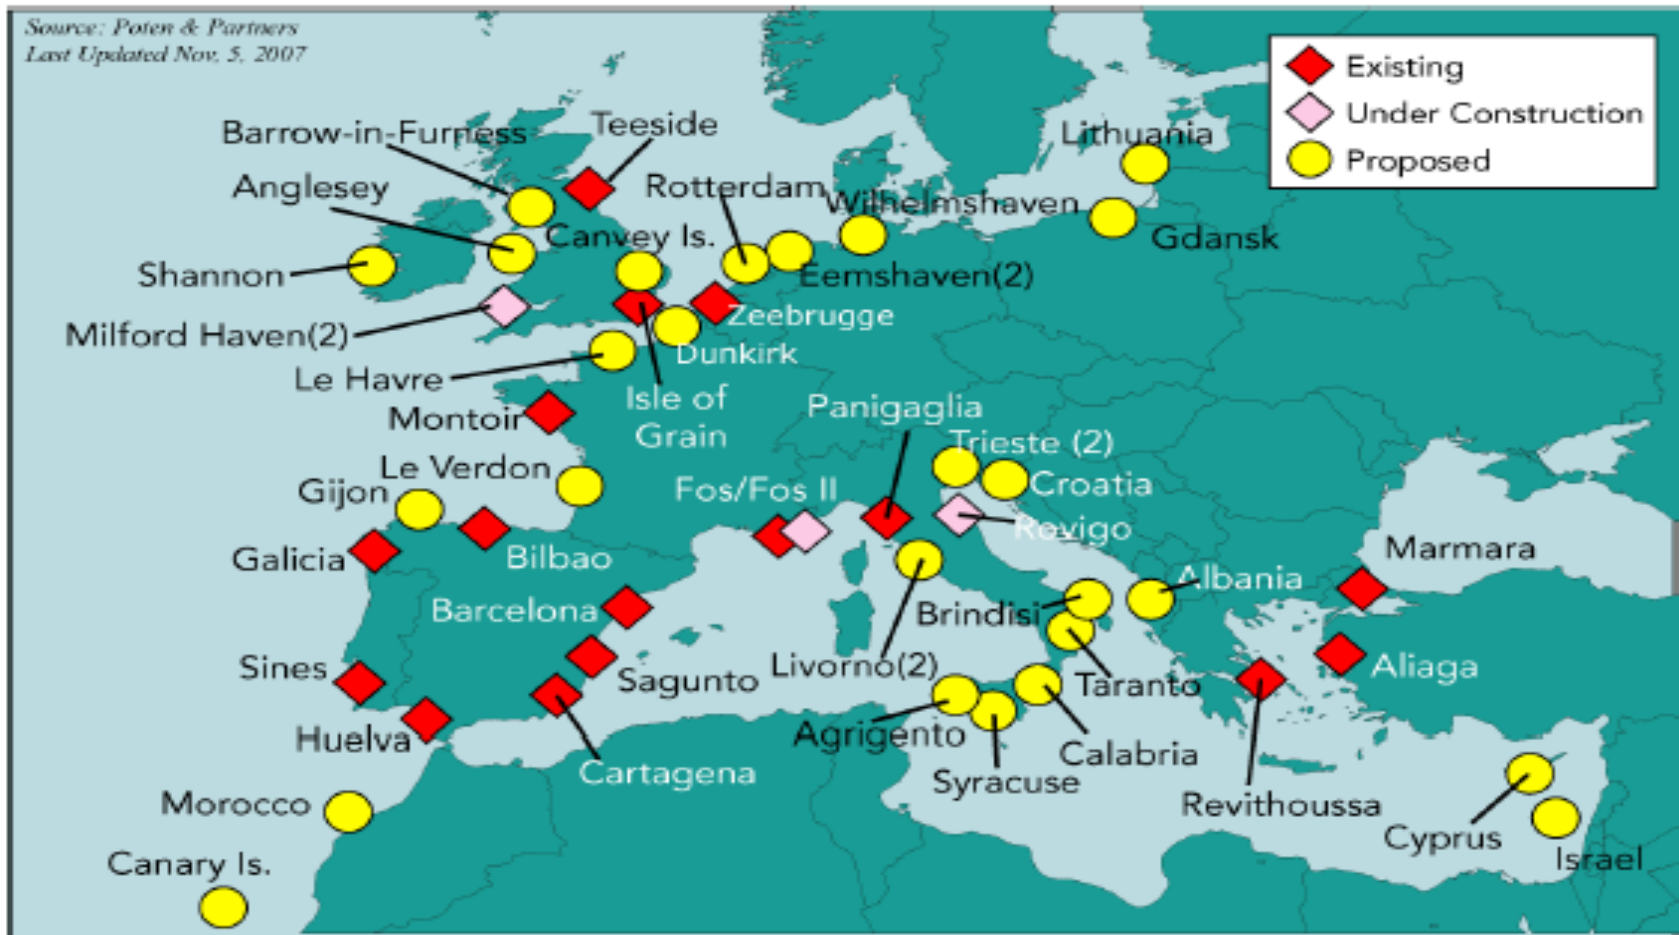 Source: Poten & Partners
Last Updated Nov, 5, 2007
Existing
Under Construction
Proposed
Barrow-in-Furness
Teeside
Lithuania
Anglesey
Rotterdam
Wilhelmshaven
Canvey Is.
Gdansk
Shannon
Eemshaven(2)
Milford Haven(2)
Zeebrugge
Dunkirk
Le Havre
Isle of
Grain
Montoir
Panigaglia
Trieste (2)
Le Verdon
Gijon
Fos/Fos II
Croatia
Rovigo
Galicia
Bilbao
Marmara
Albania
Barcelona
Brindisi
Sines
Sagunto
Livorno(2)
Taranto
Aliaga
Huelva
Agrigento
Calabria
Cartagena
Syracuse
Revithoussa
Morocco
Cyprus
Israel
Canary Is.